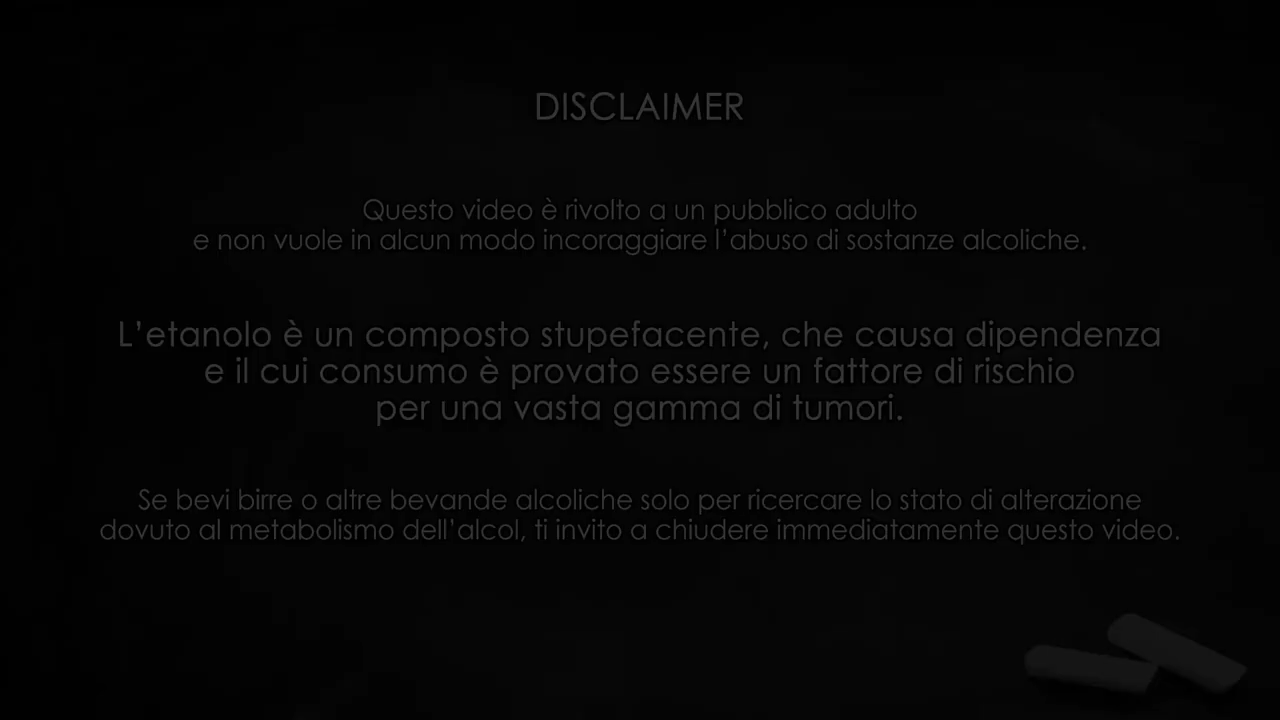 DISCLAIMER
Questo video è rivolto a un pubblico adulto
e non vuole in alcun modo incoraggiare l’abuso di sostanze alcoliche.
L’etanolo è un composto stupefacente, che causa dipendenza
e il cui consumo è provato essere un fattore di rischio
per una vasta gamma di tumori.
Se bevi birre o altre bevande alcoliche solo per ricercare lo stato di alterazione
dovuto al metabolismo dell’alcol, ti invito a chiudere immediatamente questo video.